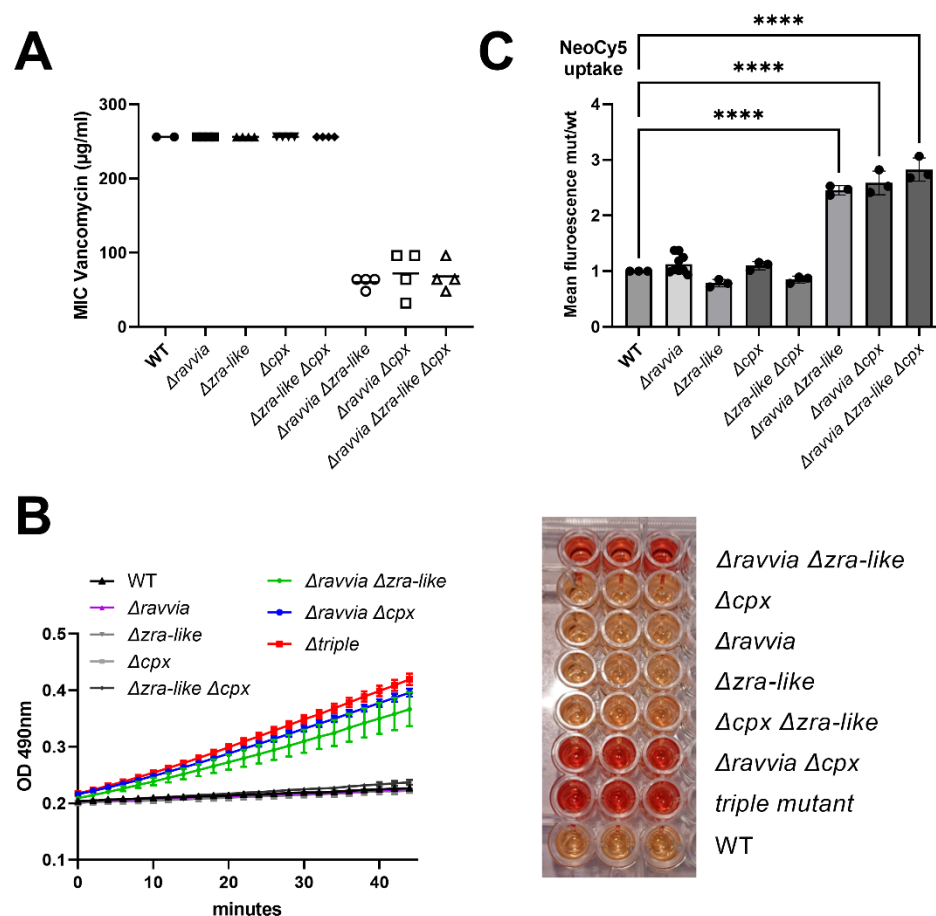 A
MIC Vancomycin (µg/ml)
300
200
100
0
WT
Δravvia
Δzra-like
Δcpx
Δzra-like Δcpx
Δravvia Δzra-like
Δravvia Δcpx
Δravvia Δzra-like Δcpx
C
NeoCy5
uptake
****
****
****
Mean fluroescence mut/wt
4
3
2
1
0
WT
Δravvia
Δzra-like
Δcpx
Δzra-like Δcpx
Δravvia Δzra-like
Δravvia Δcpx
Δravvia Δzra-like Δcpx
B
WT
Δravvia
Δzra-like
Δcpx
Δzra-like Δcpx
Δravvia Δzra-like
Δravvia Δcpx
Δtriple
OD 490nm
0.5
0.4
0.3
0.2
0.1
0 10 20 30 40
minutes
Δravvia Δzra-like
Δcpx
Δravvia
Δzra-like
Δcpx Δzra-like
Δravvia Δcpx
triple mutant
WT